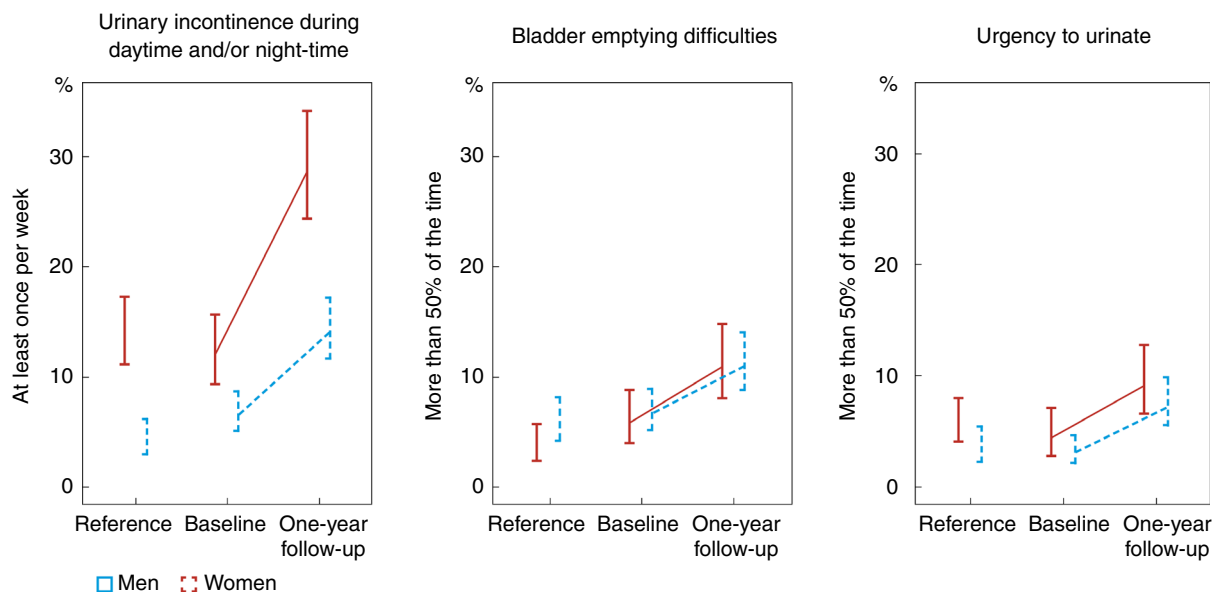 Urinary incontinence during
daytime and/or night-time
%
At least once per week
30
20
10
0
Reference
Baseline
One-year
follow-up
Men
Women
Bladder emptying difficulties
%
More than 50% of the time
30
20
10
0
Reference
Baseline
One-year
follow-up
Urgency to urinate
%
More than 50% of the time
30
20
10
0
Reference
Baseline
One-year
follow-up